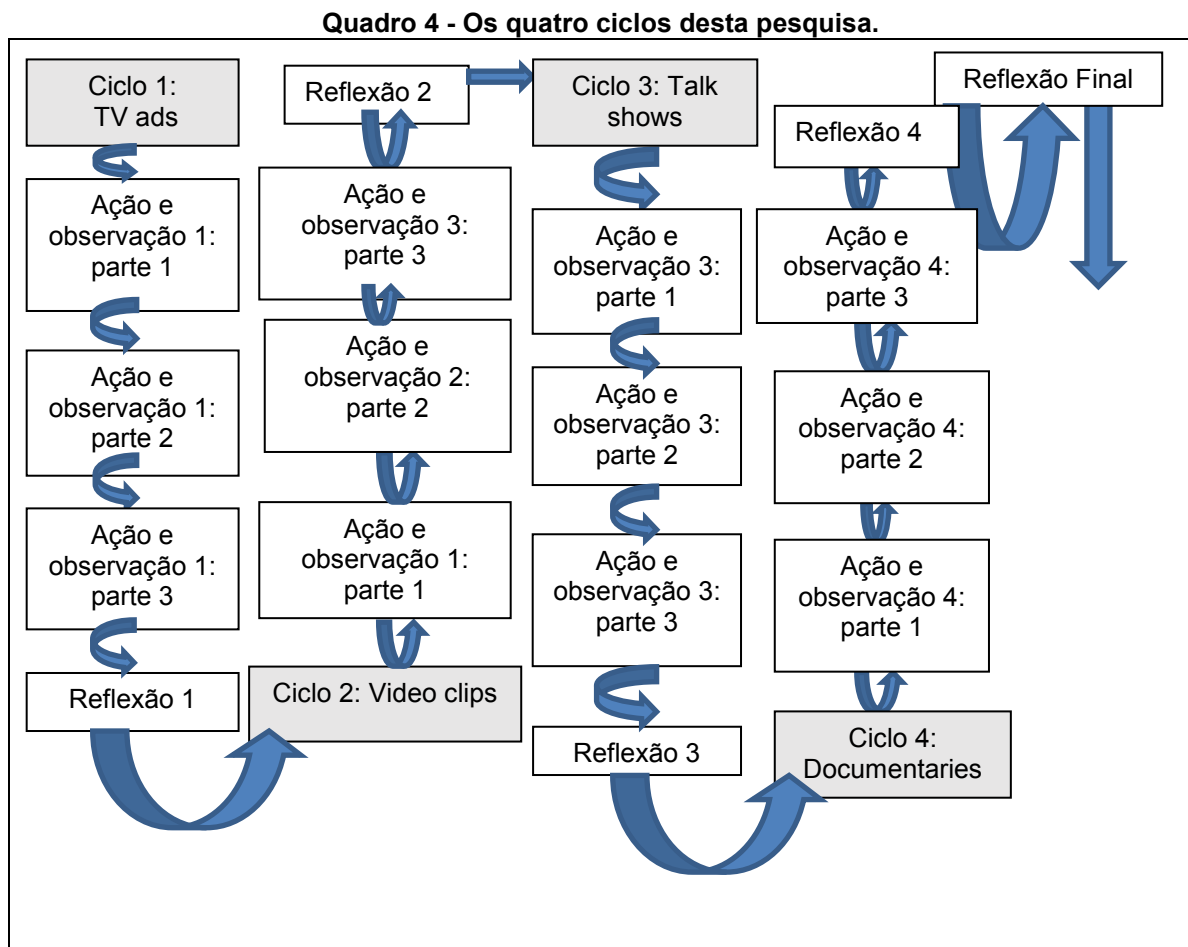 Quadro 4 - Os quatro ciclos desta pesquisa.
Ciclo 1:
TV ads
Ação e
observação 1:
parte 1
Ação e
observação 1:
parte 2
Ação e
observação 1:
parte 3
Reflexão 1
Ciclo 2: Video clips
Ação e
observação 1:
parte 1
Ação e
observação 2:
parte 2
Ação e
observação 3:
parte 3
Reflexão 2
Ciclo 3: Talk
shows
Ação e
observação 3:
parte 1
Ação e
observação 3:
parte 2
Ação e
observação 3:
parte 3
Reflexão 3
Ciclo 4:
Documentaries
Ação e
observação 4:
parte 1
Ação e
observação 4:
parte 2
Ação e
observação 4:
parte 3
Reflexão 4
Reflexão Final